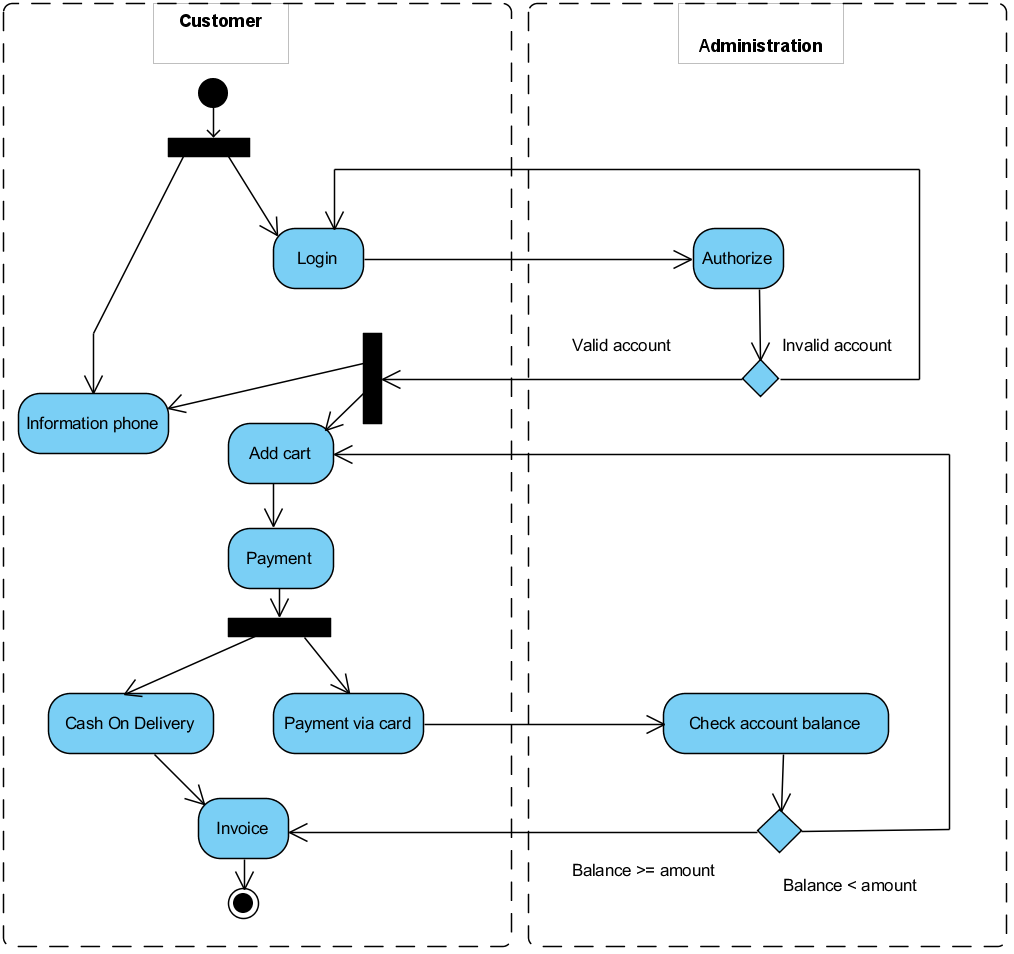 Customer
Administration
Login
Authorize
Valid account
Invalid account
Information phone
Add cart
Payment
Cash On Delivery
Payment via card
Check account balance
Invoice
Balance >= amount
Balance < amount